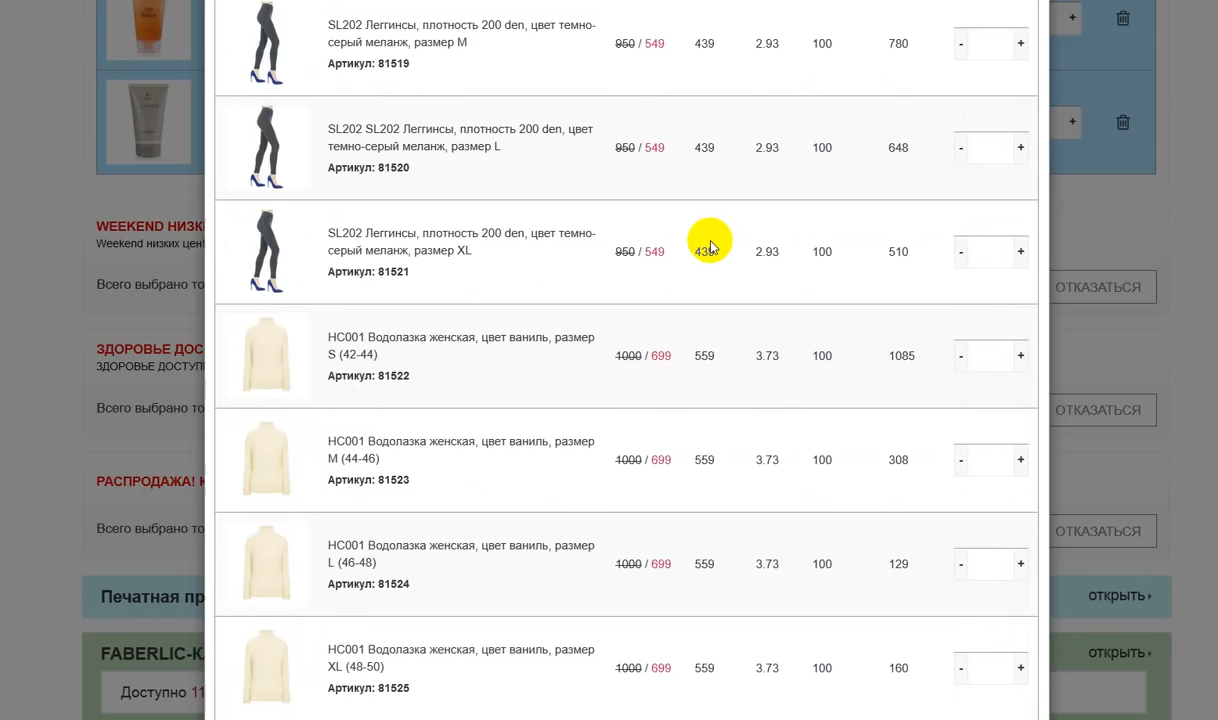 SL202 Леггинсы, плотность 200 den, цвет темно-
серый меланж, размер M
Артикул: 81519
950 / 549 439 2.93 100 780 - +
+
SL202 SL202 Леггинсы, плотность 200 den, цвет
темно-серый меланж, размер L
Артикул: 81520
950 / 549 439 2.93 100 648 - +
+
SL202 Леггинсы, плотность 200 den, цвет темно-
серый меланж, размер XL
Артикул: 81521
950 / 549 439 2.93 100 510 - +
WEEKEND НИЗК
Weekend низких цен!
Всего выбрано то
ОТКАЗАТЬСЯ
HC001 Водолазка женская, цвет ваниль, размер
S (42-44)
Артикул: 81522
1000 / 699 559 3.73 100 1085 - +
ЗДОРОВЬЕ ДОС
ЗДОРОВЬЕ ДОСТУП
Всего выбрано то
ОТКАЗАТЬСЯ
HC001 Водолазка женская, цвет ваниль, размер
M (44-46)
Артикул: 81523
1000 / 699 559 3.73 100 308 - +
РАСПРОДАЖА! К
Всего выбрано то
ОТКАЗАТЬСЯ
HC001 Водолазка женская, цвет ваниль, размер
L (46-48)
Артикул: 81524
1000 / 699 559 3.73 100 129 - +
Печатная пр
открыть
HC001 Водолазка женская, цвет ваниль, размер
XL (48-50)
Артикул: 81525
1000 / 699 559 3.73 100 160 - +
FABERLIC-К
открыть
Доступно 11